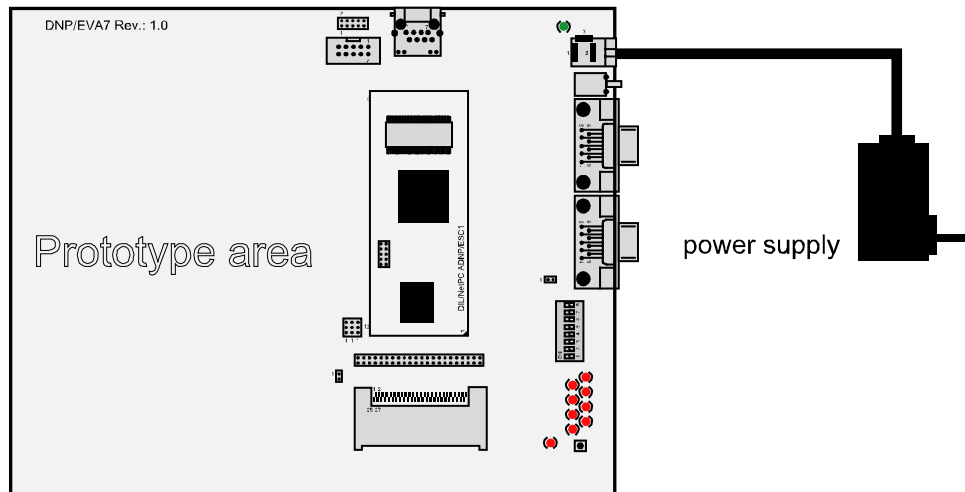 DNP/EVA7 Rev.: 1.0
Prototype area
DIL/NetPC ADNP/ESC1
power supply